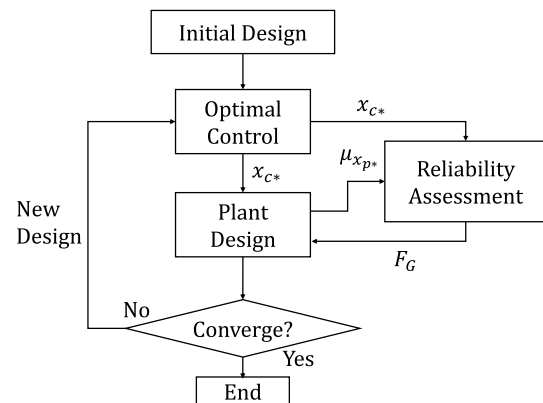 Initial Design
Optimal
Control
x_{c*}
x_{c*}
μ_{x_{p*}}
Reliability
Assessment
Plant
Design
New
Design
F_G
No
Converge?
Yes
End